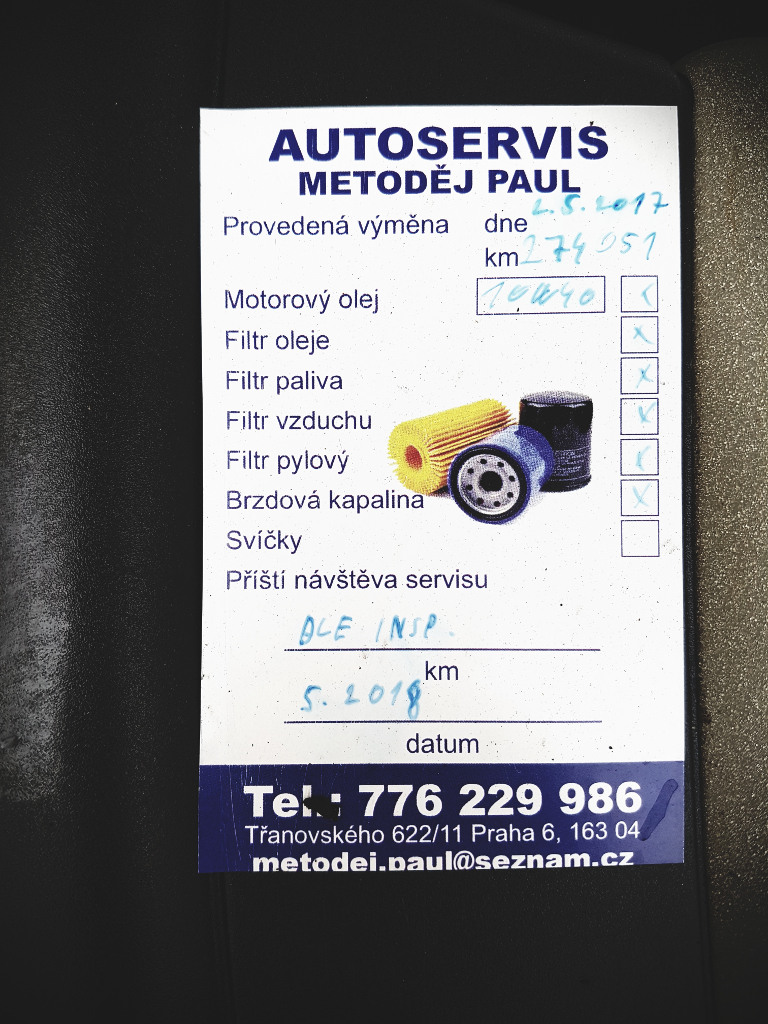 AUTOSERVIS
METODĚJ PAUL
Provedená výměna dne 2.5.2017
km 274051
Motorový olej 10W40 x
Filtr oleje x
Filtr paliva x
Filtr vzduchu x
Filtr pylový x
Brzdová kapalina x
Svíčky
Příští návštěva servisu
DLE INSP.
km
5.2018
datum
Tel.: 776 229 986
Třanovského 622/11 Praha 6, 163 04
metodej.paul@seznam.cz